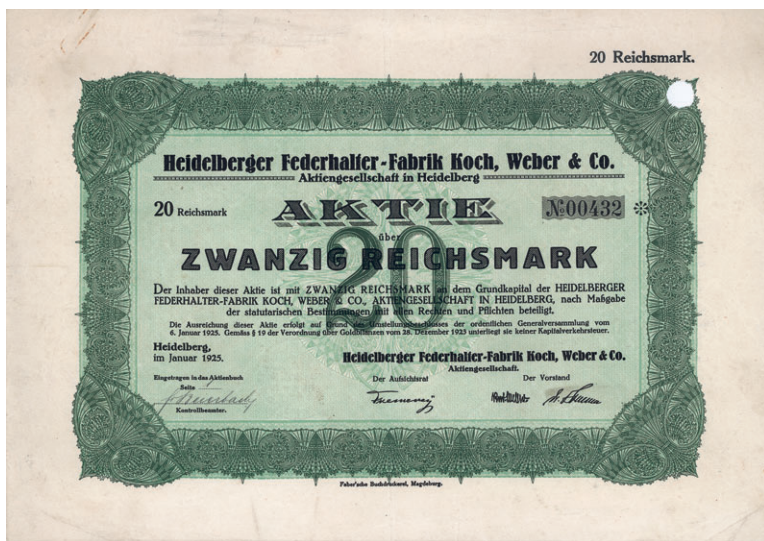 20 Reichsmark.
Heidelberger Federhalter-Fabrik Koch, Weber & Co.
Aktiengesellschaft in Heidelberg
20 Reichsmark AKTIE №00432 ※
über
ZWANZIG REICHSMARK
20
Der Inhaber dieser Aktie ist mit ZWANZIG REICHSMARK an dem Grundkapital der HEIDELBERGER
FEDERHALTER-FABRIK KOCH, WEBER & CO., AKTIENGESELLSCHAFT IN HEIDELBERG, nach Maßgabe
der statutarischen Bestimmungen mit allen Rechten und Pflichten beteiligt.
Die Ausreichung dieser Aktie erfolgt auf Grund des Umstellungsbeschlusses der ordentlichen Generalversammlung vom
6. Januar 1925. Gemäss § 19 der Verordnung über Goldbilanzen vom 28. Dezember 1923 unterliegt sie keiner Kapitalverkehrsteuer.
Heidelberg,
im Januar 1925.
Heidelberger Federhalter-Fabrik Koch, Weber & Co.
Aktiengesellschaft.
Eingetragen in das Aktienbuch
Seite
Kontrollbeamter.
Der Aufsichtsrat
Der Vorstand
Faber'sche Buchdruckerei, Magdeburg.